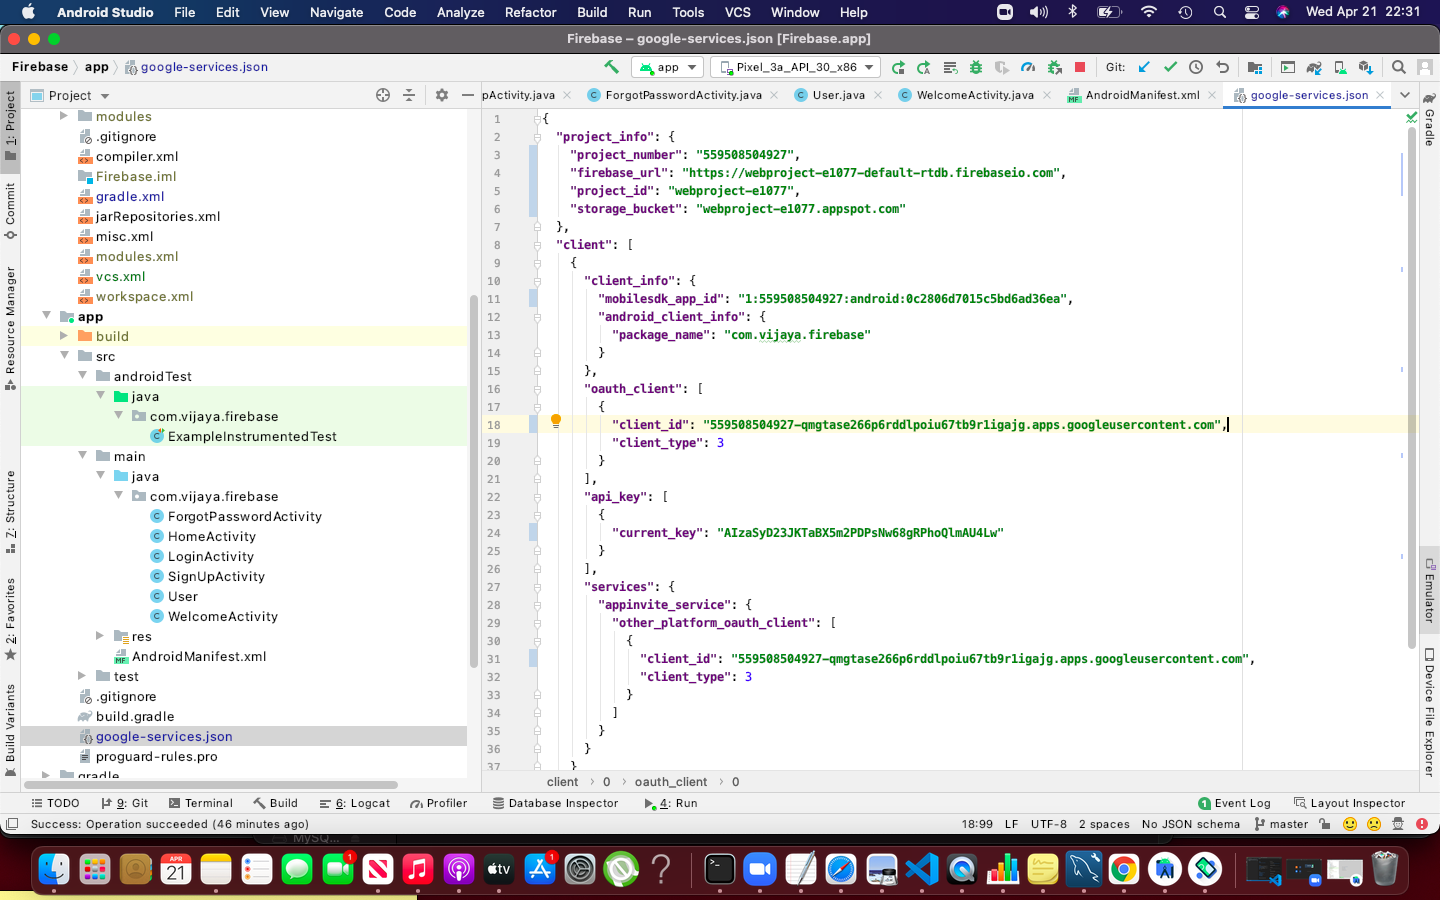 Android Studio File Edit View Navigate Code Analyze Refactor Build Run Tools VCS Window Help Wed Apr 21 22:31
Firebase – google-services.json [Firebase.app]
Firebase app google-services.json app Pixel_3a_API_30_x86 Git:
Project pActivity.java ForgotPasswordActivity.java User.java WelcomeActivity.java AndroidManifest.xml google-services.json
1: Project
Commit
Resource Manager
Z: Structure
2: Favorites
Build Variants
modules
.gitignore
compiler.xml
Firebase.iml
gradle.xml
jarRepositories.xml
misc.xml
modules.xml
vcs.xml
workspace.xml
app
build
src
androidTest
java
com.vijaya.firebase
ExampleInstrumentedTest
main
java
com.vijaya.firebase
ForgotPasswordActivity
HomeActivity
LoginActivity
SignUpActivity
User
WelcomeActivity
res
AndroidManifest.xml
test
.gitignore
build.gradle
google-services.json
proguard-rules.pro
gradle
1 {
2 "project_info": {
3 "project_number": "559508504927",
4 "firebase_url": "https://webproject-e1077-default-rtdb.firebaseio.com",
5 "project_id": "webproject-e1077",
6 "storage_bucket": "webproject-e1077.appspot.com"
7 },
8 "client": [
9 {
10 "client_info": {
11 "mobilesdk_app_id": "1:559508504927:android:0c2806d7015c5bd6ad36ea",
12 "android_client_info": {
13 "package_name": "com.vijaya.firebase"
14 }
15 },
16 "oauth_client": [
17 {
18 "client_id": "559508504927-qmgtase266p6rddlpoiu67tb9r1igajg.apps.googleusercontent.com",
19 "client_type": 3
20 }
21 ],
22 "api_key": [
23 {
24 "current_key": "AIzaSyD23JKTaBX5m2PDPsNw68gRPhoQlmAU4Lw"
25 }
26 ],
27 "services": {
28 "appinvite_service": {
29 "other_platform_oauth_client": [
30 {
31 "client_id": "559508504927-qmgtase266p6rddlpoiu67tb9r1igajg.apps.googleusercontent.com",
32 "client_type": 3
33 }
34 ]
35 }
36 }
37 }
Gradle
Emulator
Device File Explorer
client 0 oauth_client 0
TODO 9: Git Terminal Build 6: Logcat Profiler Database Inspector 4: Run 1 Event Log Layout Inspector
Success: Operation succeeded (46 minutes ago) 18:99 LF UTF-8 2 spaces No JSON schema master
MySQ...
APR
21
1
tv
1